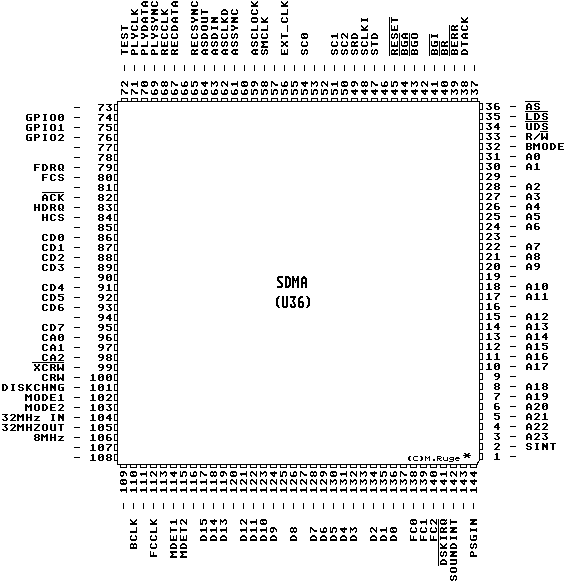 TEST - 72
PLYCLK - 71
PLYDATA - 70
PLYSYNC - 69
RECCLK - 68
RECDATA - 67
- 66
RECSYNC - 65
ASDOUT - 64
ASDIN - 63
ASCLKD - 62
ASSYNC - 61
- 60
ASCLOCK - 59
SMCLK - 58
- 57
EXT_CLK - 56
- 55
SC0 - 54
- 53
- 52
SC1 - 51
SC2 - 50
SRD - 49
SCLKI - 48
STD - 47
- 46
RESET - 45
BGA - 44
BGO - 43
- 42
BGI - 41
BR - 40
BERR - 39
DTACK - 38
- 37
- 73
GPIO0 - 74
GPIO1 - 75
GPIO2 - 76
- 77
- 78
FDRQ - 79
FCS - 80
- 81
ACK - 82
HDRQ - 83
HCS - 84
- 85
CD0 - 86
CD1 - 87
CD2 - 88
CD3 - 89
- 90
CD4 - 91
CD5 - 92
CD6 - 93
- 94
CD7 - 95
CA0 - 96
CA1 - 97
CA2 - 98
XCRW - 99
CRW - 100
DISKCHNG - 101
MODE1 - 102
MODE2 - 103
32MHz IN - 104
32MHZOUT - 105
8MHz - 106
- 107
- 108
SDMA
(U36)
(C)M.Ruge *
36 - AS
35 - LDS
34 - UDS
33 - R/W
32 - BMODE
31 - A0
30 - A1
29 -
28 - A2
27 - A3
26 - A4
25 - A5
24 - A6
23 -
22 - A7
21 - A8
20 - A9
19 -
18 - A10
17 - A11
16 -
15 - A12
14 - A13
13 - A14
12 - A15
11 - A16
10 - A17
9 -
8 - A18
7 - A19
6 - A20
5 - A21
4 - A22
3 - A23
2 - SINT
1 -
109 -
110 - BCLK
111 -
112 - FCCLK
113 -
114 - MDET1
115 - MDET2
116 -
117 - D15
118 - D14
119 - D13
120 -
121 - D12
122 - D11
123 - D10
124 - D9
125 -
126 - D8
127 -
128 - D7
129 - D6
130 - D5
131 - D4
132 - D3
133 -
134 - D2
135 - D1
136 - D0
137 -
138 - FC0
139 - FC1
140 - FC2
141 - DSKIRQ
142 - SOUNDINT
143 -
144 - PSGIN